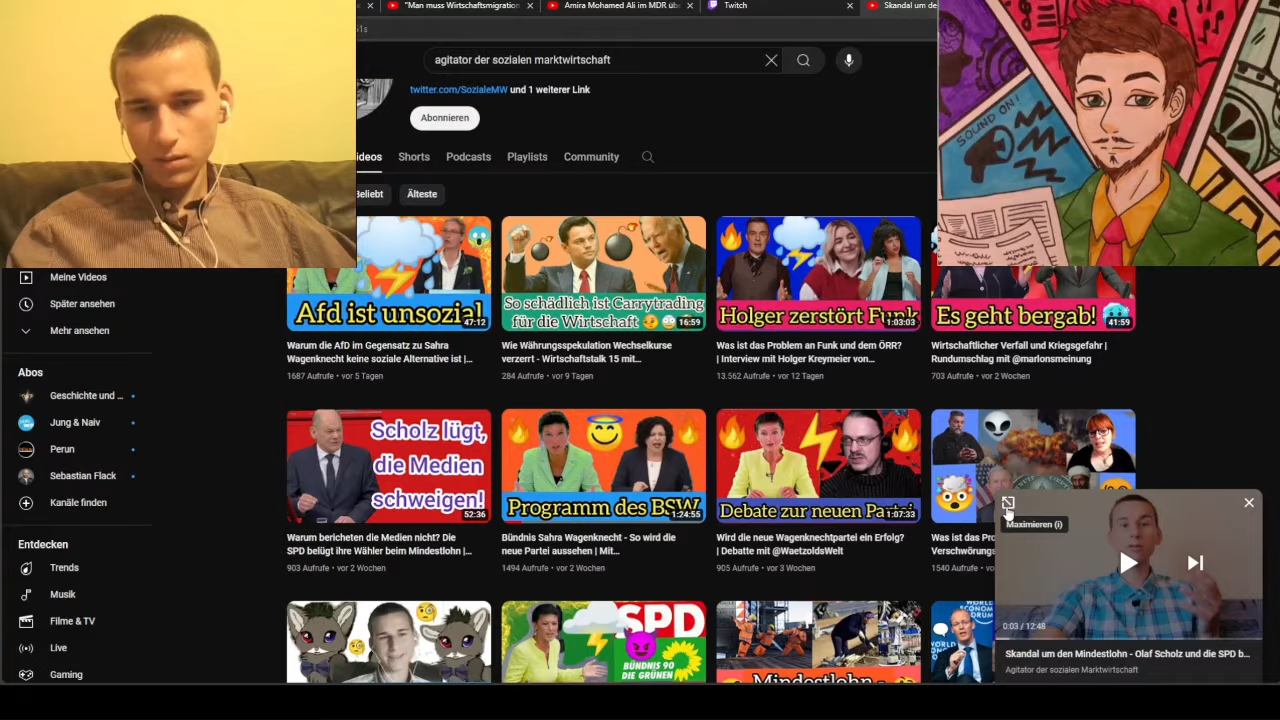 "Man muss Wirtschaftsmigration
Amira Mohamed Ali im MDR üb
Twitch
Skandal um de
51s
agitator der sozialen marktwirtschaft
twitter.com/SozialeMW und 1 weiterer Link
Abonnieren
Shorts
Podcasts
Playlists
Community
Älteste
SOUND ON!
Meine Videos
Später ansehen
Mehr ansehen
Abos
Geschichte und ...
Jung & Naiv
Perun
Sebastian Flack
Kanäle finden
Entdecken
Trends
Musik
Filme & TV
Live
Gaming
Afd ist unsozial
47:12
Warum die AfD im Gegensatz zu Sahra
Wagenknecht keine soziale Alternative ist |...
1687 Aufrufe • vor 5 Tagen
So schädlich ist Carrytrading
für die Wirtschaft
16:59
Wie Währungsspekulation Wechselkurse
verzerrt - Wirtschaftstalk 15 mit...
284 Aufrufe • vor 9 Tagen
Holger zerstört Funk
1:03:03
Was ist das Problem an Funk und dem ÖRR?
| Interview mit Holger Kreymeier von...
13.562 Aufrufe • vor 12 Tagen
Es geht bergab!
41:59
Wirtschaftlicher Verfall und Kriegsgefahr |
Rundumschlag mit @marlonsmeinung
703 Aufrufe • vor 2 Wochen
Scholz lügt,
die Medien
schweigen!
52:36
Warum berichten die Medien nicht? Die
SPD belügt ihre Wähler beim Mindestlohn |...
903 Aufrufe • vor 2 Wochen
Programm des BSW
1:24:55
Bündnis Sahra Wagenknecht - So wird die
neue Partei aussehen | Mit...
1494 Aufrufe • vor 2 Wochen
Debate zur neuen Partei
1:07:33
Wird die neue Wagenknechtpartei ein Erfolg?
| Debatte mit @WaetzoldsWelt
905 Aufrufe • vor 3 Wochen
Was ist das Pro
Verschwörungs
1540 Aufrufe • vo
SPD
BÜNDNIS 90
DIE GRÜNEN
Mindestlohn -
WORLD
ECONOM
FORUM
Maximieren (i)
0:03 / 12:48
Skandal um den Mindestlohn - Olaf Scholz und die SPD b...
Agitator der sozialen Marktwirtschaft